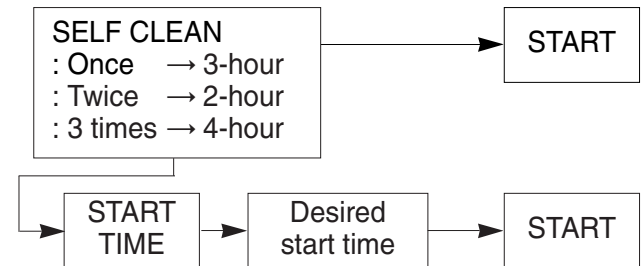 SELF CLEAN
: Once → 3-hour
: Twice → 2-hour
: 3 times → 4-hour
START
START
TIME
Desired
start time
START